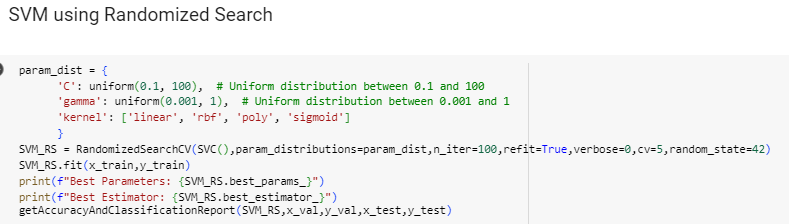 SVM using Randomized Search
param_dist = {
'C': uniform(0.1, 100),  # Uniform distribution between 0.1 and 100
'gamma': uniform(0.001, 1),  # Uniform distribution between 0.001 and 1
'kernel': ['linear', 'rbf', 'poly', 'sigmoid']
}
SVM_RS = RandomizedSearchCV(SVC(),param_distributions=param_dist,n_iter=100,refit=True,verbose=0,cv=5,random_state=42)
SVM_RS.fit(x_train,y_train)
print(f"Best Parameters: {SVM_RS.best_params_}")
print(f"Best Estimator: {SVM_RS.best_estimator_}")
getAccuracyAndClassificationReport(SVM_RS,x_val,y_val,x_test,y_test)